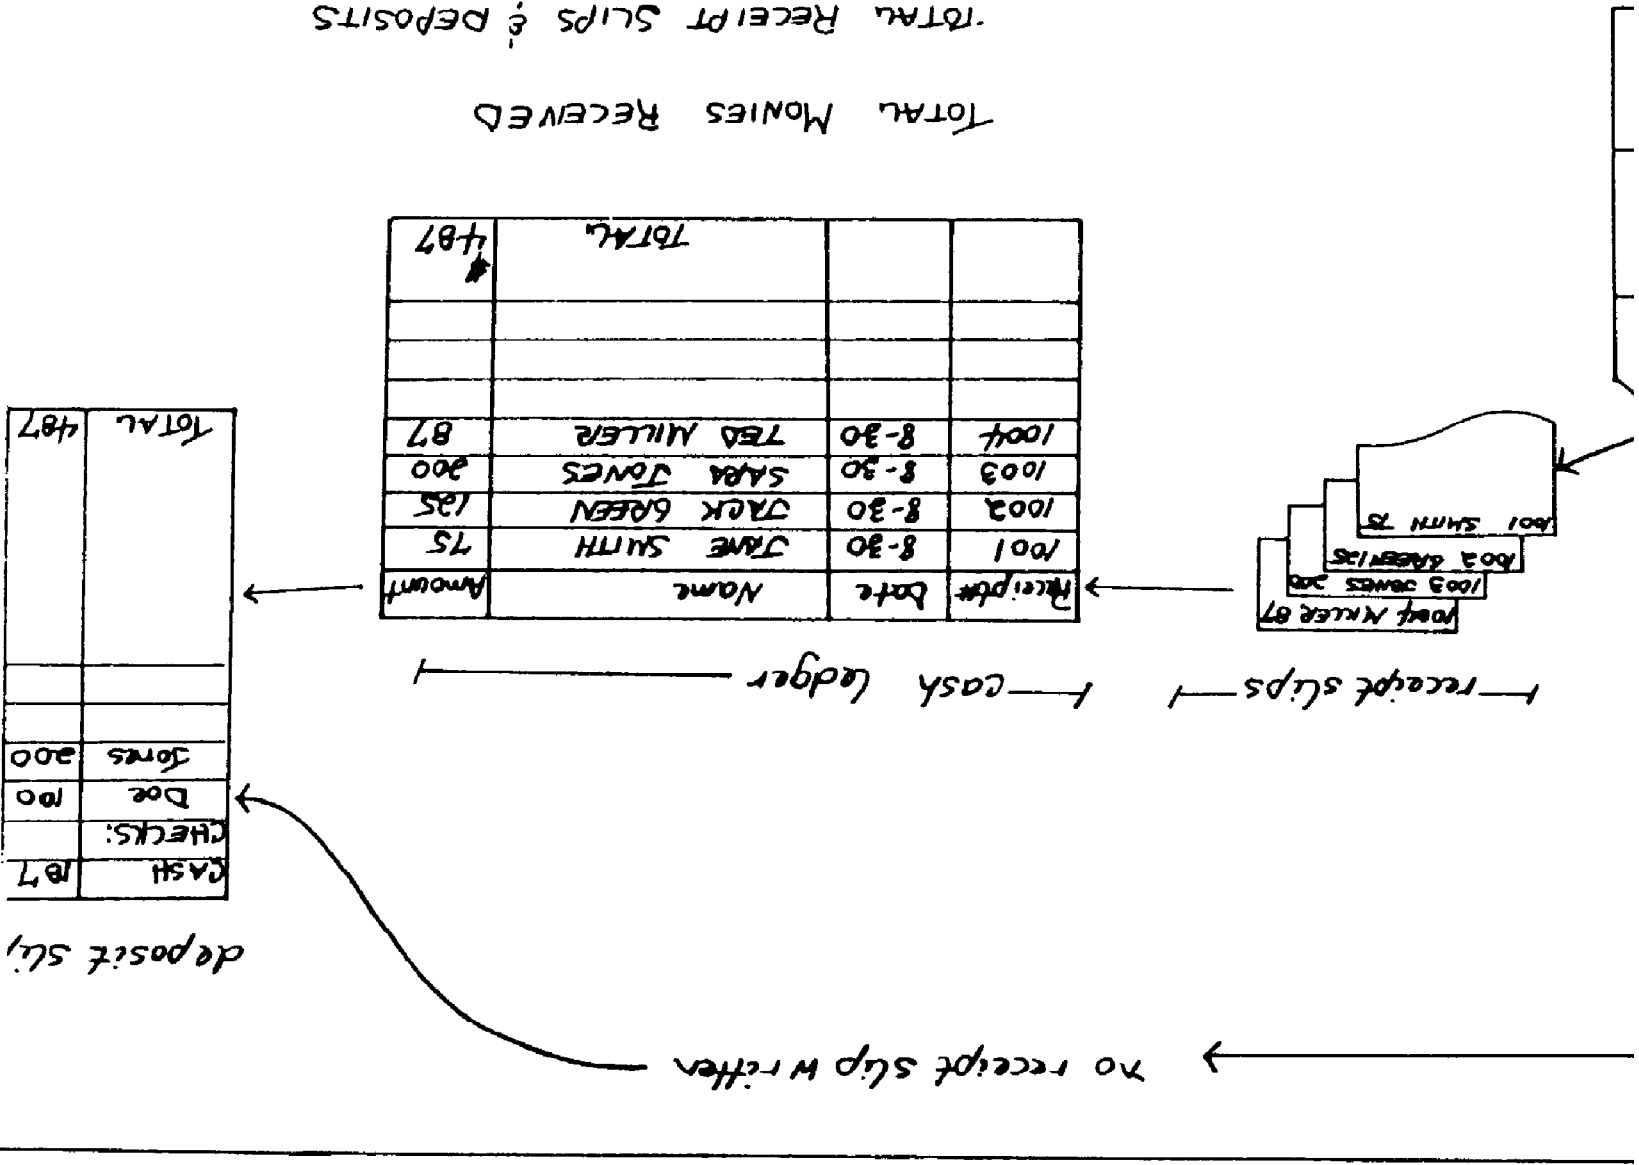 no receipt slip written
receipt slips
cash ledger
deposit sli
1004 MILLER 87
1003 JONES 200
1002 GREEN 125
1001 SMITH 75
Receipt# Date Name Amount
1001 8-30 JANE SMITH 75
1002 8-30 JACK GREEN 125
1003 8-30 SARA JONES 200
1004 8-30 TED MILLER 87
TOTAL $487
CASH 187
CHECKS:
Doe 100
Jones 200
TOTAL 487
TOTAL MONIES RECEIVED
TOTAL RECEIPT SLIPS & DEPOSITS